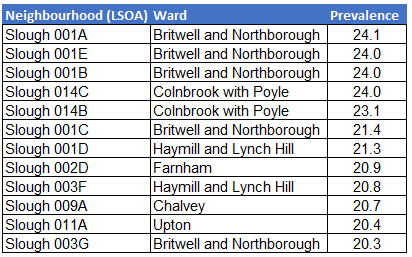 Neighbourhood (LSOA) Ward Prevalence
Slough 001A Britwell and Northborough 24.1
Slough 001E Britwell and Northborough 24.0
Slough 001B Britwell and Northborough 24.0
Slough 014C Colnbrook with Poyle 24.0
Slough 014B Colnbrook with Poyle 23.1
Slough 001C Britwell and Northborough 21.4
Slough 001D Haymill and Lynch Hill 21.3
Slough 002D Farnham 20.9
Slough 003F Haymill and Lynch Hill 20.8
Slough 009A Chalvey 20.7
Slough 011A Upton 20.4
Slough 003G Britwell and Northborough 20.3